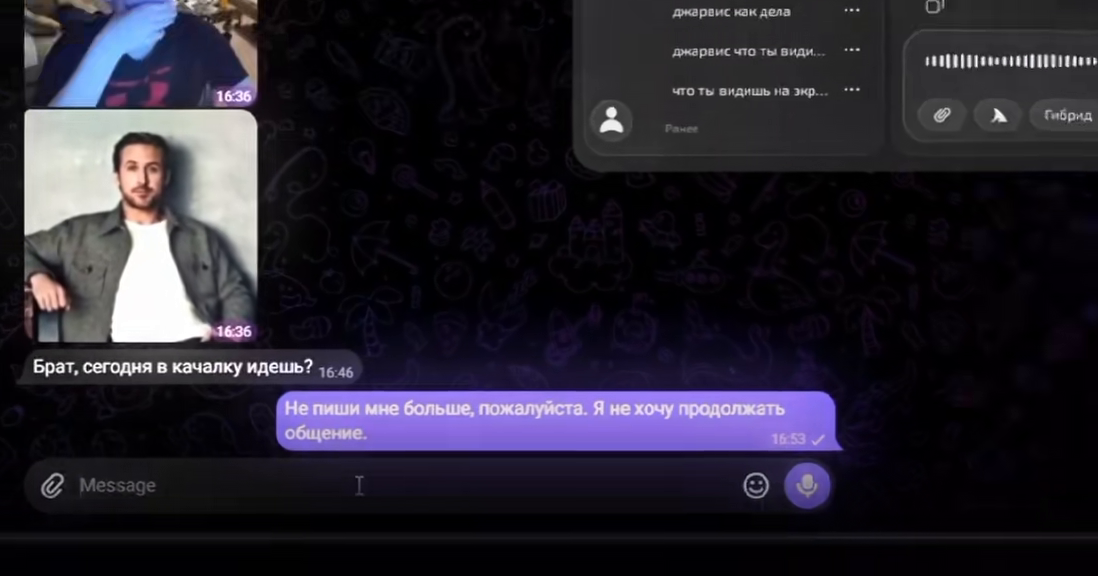 джарвис как дела
джарвис что ты види...
что ты видишь на экр...
Ранее
Гибрид
16:36
16:36
Брат, сегодня в качалку идешь? 16:46
Не пиши мне больше, пожалуйста. Я не хочу продолжать
общение.
16:53
Message